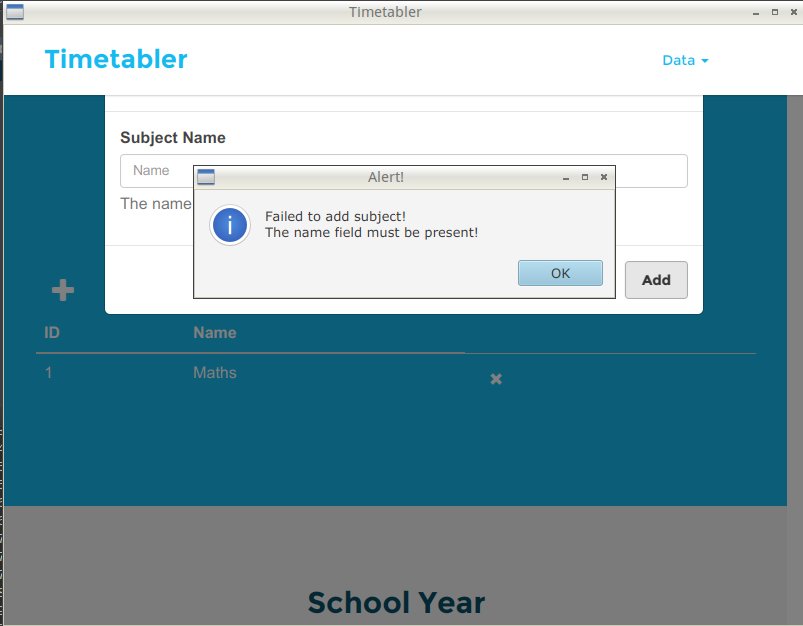 Timetabler
Timetabler
Data
Subject Name
Name
Alert!
The name
Failed to add subject!
The name field must be present!
OK
Add
ID Name
1 Maths
School Year